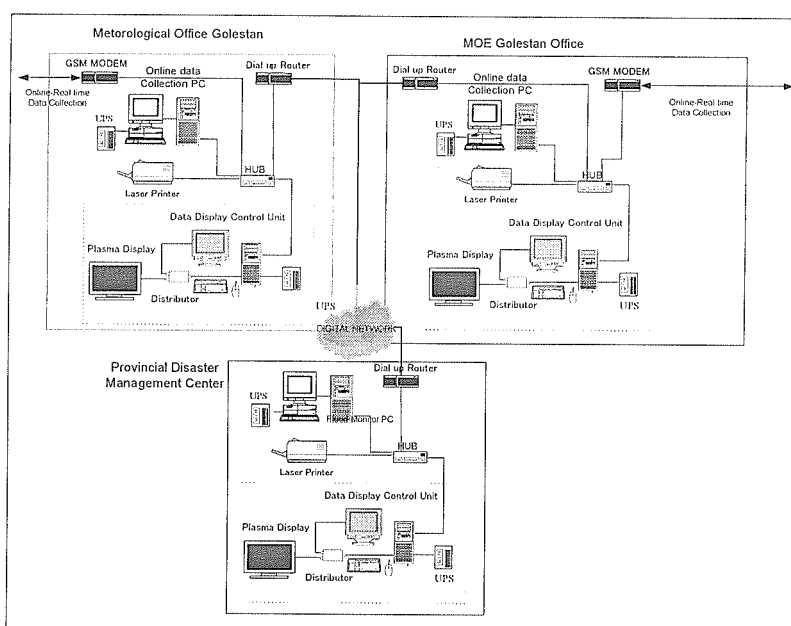 Metorological Office Golestan
GSM MODEM
Online data
Collection PC
Dial up Router
Online-Real time
Data Collection
UPS
HUB
Lasor Printer
Data Display Control Unit
Plasma Display
Distributor
UPS
MOE Golestan Office
Dial up Router
Online data
Collection PC
GSM MODEM
Online-Real time
Data Collection
UPS
HUB
Laser Printer
Data Display Control Unit
Plasma Display
Distributor
UPS
DIGITAL NETWORK
Provincial Disaster
Management Center
Dial up Router
UPS
Flood Monitor PC
HUB
Laser Printer
Data Display Control Unit
Plasma Display
Distributor
UPS